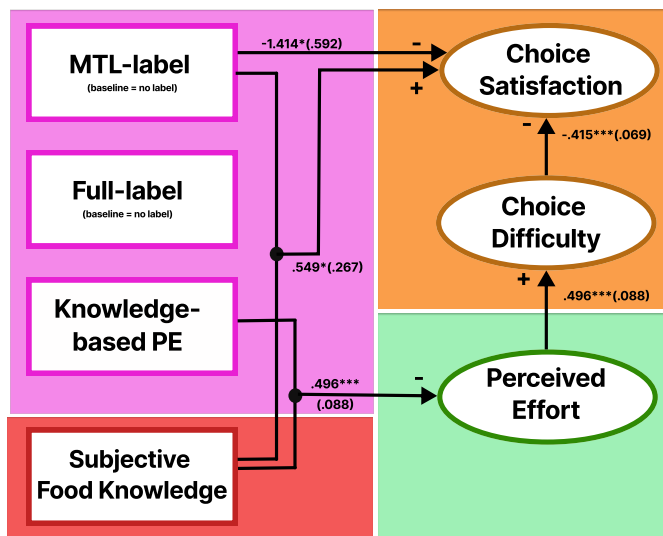 MTL-label
(baseline = no label)
-1.414*(.592)
-
+
Choice
Satisfaction
-
-.415***(.069)
Full-label
(baseline = no label)
Choice
Difficulty
.549*(.267)
+
.496***(.088)
Knowledge-
based PE
.496***
(.088)
-
Perceived
Effort
Subjective
Food Knowledge